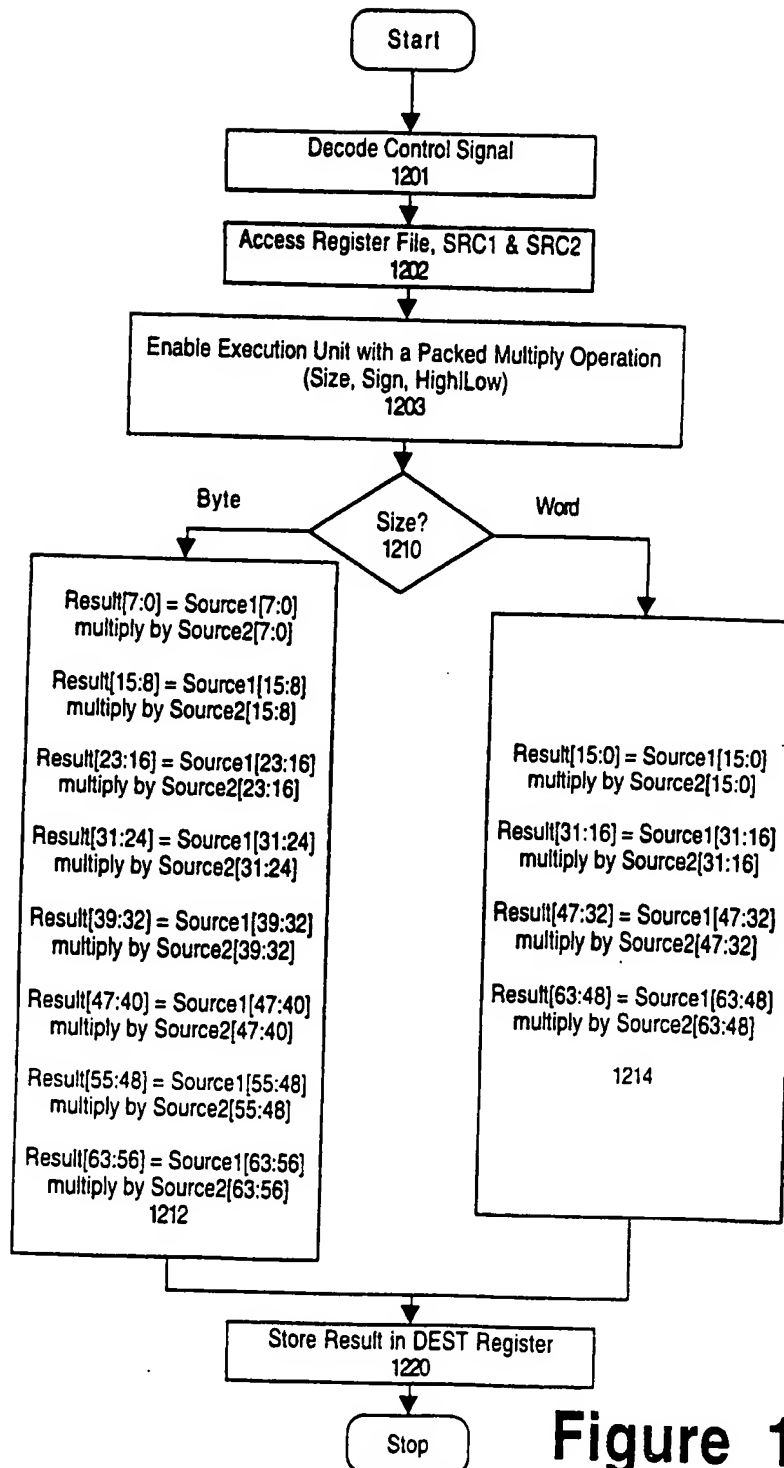 Start
Decode Control Signal
1201
Access Register File, SRC1 & SRC2
1202
Enable Execution Unit with a Packed Multiply Operation
(Size, Sign, High|Low)
1203
Byte
Size?
1210
Word
Result[7:0] = Source1[7:0]
multiply by Source2[7:0]
Result[15:8] = Source1[15:8]
multiply by Source2[15:8]
Result[23:16] = Source1[23:16]
multiply by Source2[23:16]
Result[31:24] = Source1[31:24]
multiply by Source2[31:24]
Result[39:32] = Source1[39:32]
multiply by Source2[39:32]
Result[47:40] = Source1[47:40]
multiply by Source2[47:40]
Result[55:48] = Source1[55:48]
multiply by Source2[55:48]
Result[63:56] = Source1[63:56]
multiply by Source2[63:56]
1212
Result[15:0] = Source1[15:0]
multiply by Source2[15:0]
Result[31:16] = Source1[31:16]
multiply by Source2[31:16]
Result[47:32] = Source1[47:32]
multiply by Source2[47:32]
Result[63:48] = Source1[63:48]
multiply by Source2[63:48]
1214
Store Result in DEST Register
1220
Stop
Figure 1